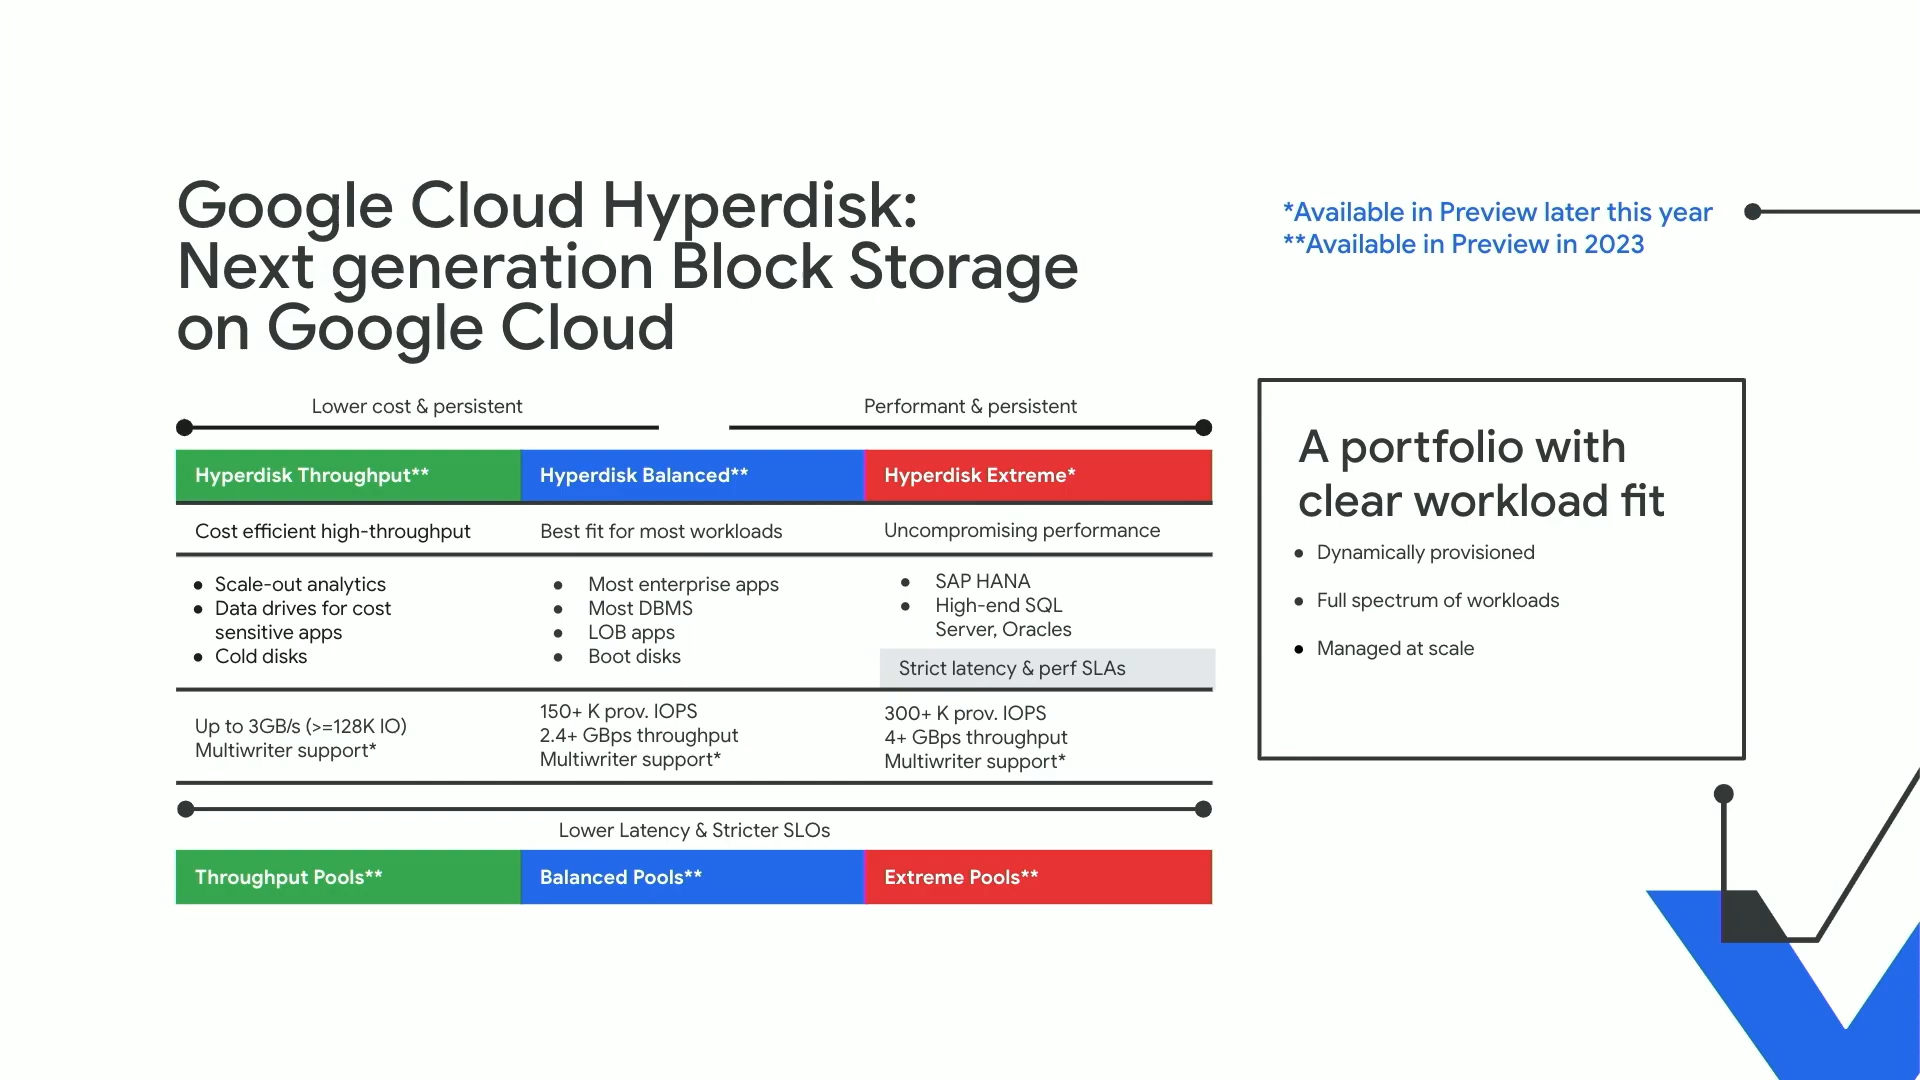 Google Cloud Hyperdisk:
Next generation Block Storage
on Google Cloud
*Available in Preview later this year
**Available in Preview in 2023
Lower cost & persistent
Performant & persistent
Hyperdisk Throughput**
Hyperdisk Balanced**
Hyperdisk Extreme*
Cost efficient high-throughput
Best fit for most workloads
Uncompromising performance
● Scale-out analytics
● Data drives for cost
sensitive apps
● Cold disks
● Most enterprise apps
● Most DBMS
● LOB apps
● Boot disks
● SAP HANA
● High-end SQL
Server, Oracles
Strict latency & perf SLAs
Up to 3GB/s (>=128K IO)
Multiwriter support*
150+ K prov. IOPS
2.4+ GBps throughput
Multiwriter support*
300+ K prov. IOPS
4+ GBps throughput
Multiwriter support*
Lower Latency & Stricter SLOs
Throughput Pools**
Balanced Pools**
Extreme Pools**
A portfolio with
clear workload fit
● Dynamically provisioned
● Full spectrum of workloads
● Managed at scale